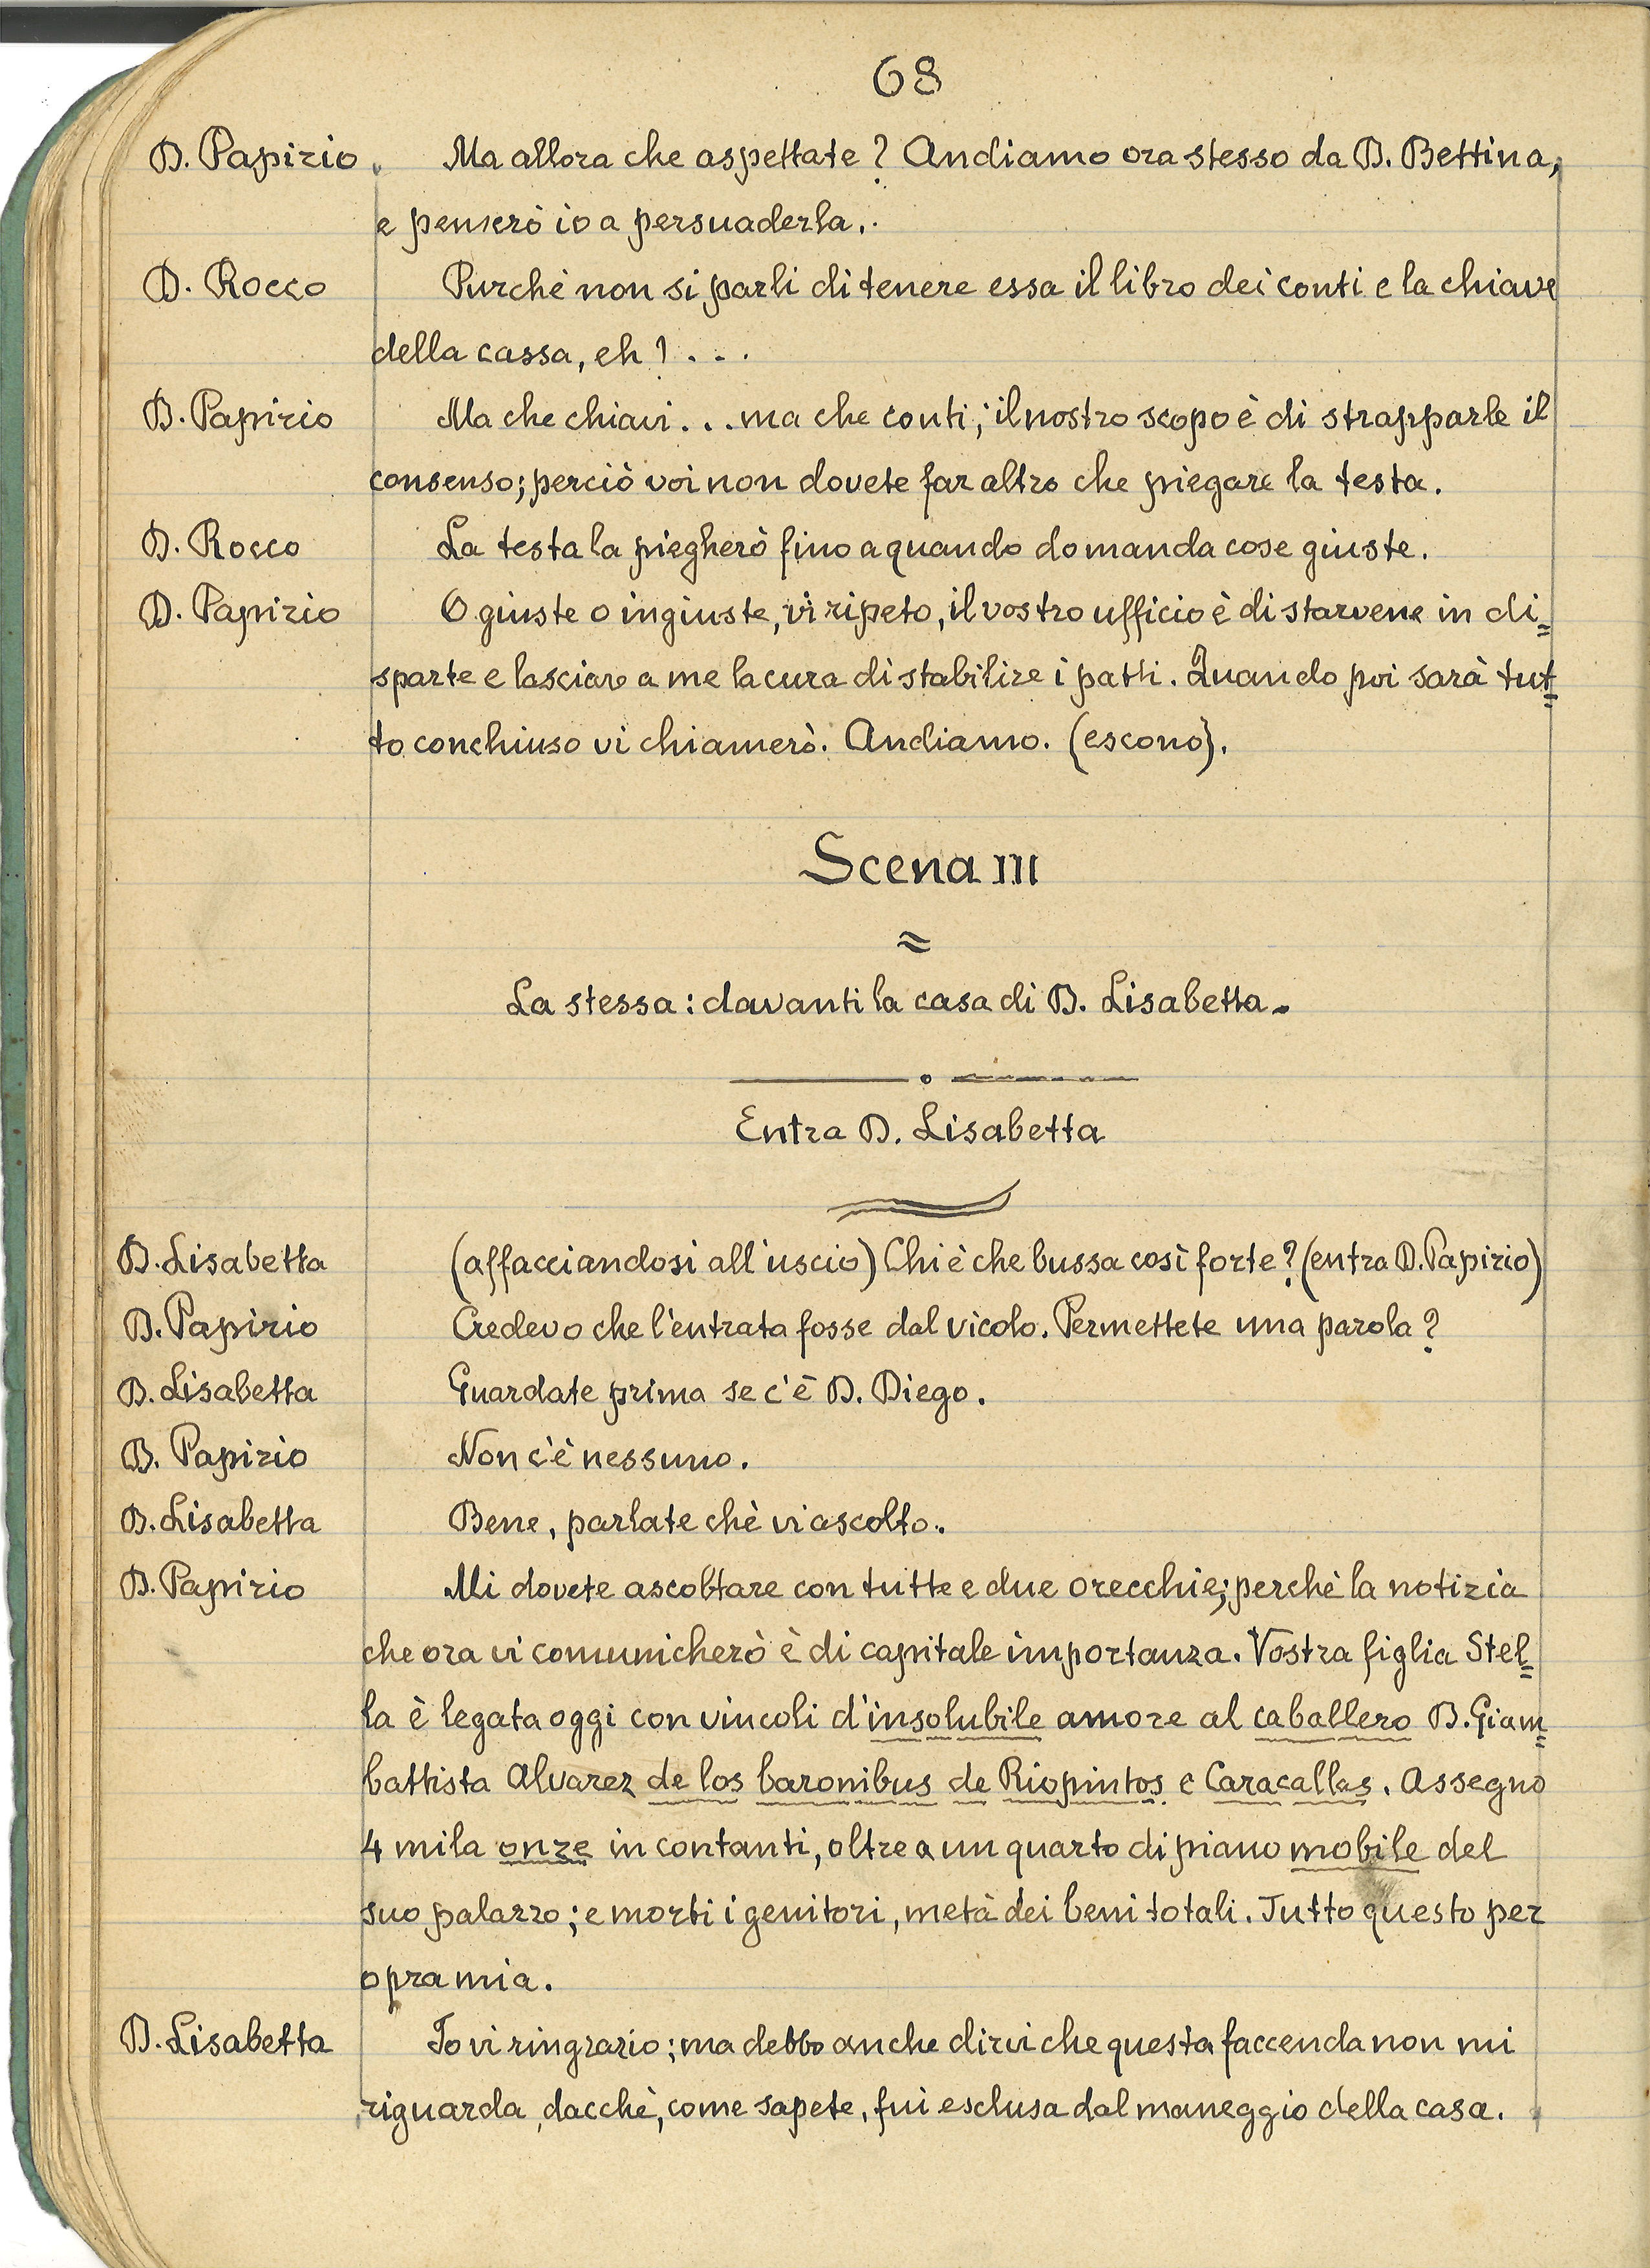 68
D. Papirio. Ma allora che aspettate? Andiamo ora stesso da D. Bettina,
e penserò io a persuaderla..
D. Rocco Purchè non si parli di tenere essa il libro dei conti e la chiave
della cassa, eh?...
D. Papirio Ma che chiavi... ma che conti; il nostro scopo è di strapparle il
consenso; perciò voi non dovete far altro che piegare la testa.
D. Rocco La testa la piegherò fino a quando domanda cose giuste.
D. Papirio O giuste o ingiuste, vi ripeto, il vostro ufficio è di starvene in di=
sparte e lasciare a me la cura di stabilire i patti. Quando poi sarà tut=
to conchiuso vi chiamerò. Andiamo. (escono).
Scena III
La stessa: davanti la casa di D. Lisabetta.
Entra D. Lisabetta
D. Lisabetta (affacciandosi all'uscio) Chi è che bussa così forte? (entra D. Papirio)
D. Papirio Credevo che l'entrata fosse dal vicolo. Permettete una parola?
D. Lisabetta Guardate prima se c'è D. Diego.
D. Papirio Non c'è nessuno.
D. Lisabetta Bene, parlate chè vi ascolto.
D. Papirio Mi dovete ascoltare con tutte e due orecchie; perchè la notizia
che ora vi comunicherò è di capitale importanza. Vostra figlia Stel=
la è legata oggi con vincoli d'insolubile amore al caballero D. Giam=
battista Alvarez de los baronibus de Riopintos e Caracallas. Assegno
4 mila onze in contanti, oltre a un quarto di piano mobile del
suo palazzo; e morti i genitori, metà dei beni totali. Tutto questo per
opra mia.
D. Lisabetta Io vi ringrazio; ma debbo anche dirvi che questa faccenda non mi
riguarda, dacchè, come sapete, fui esclusa dal maneggio della casa.